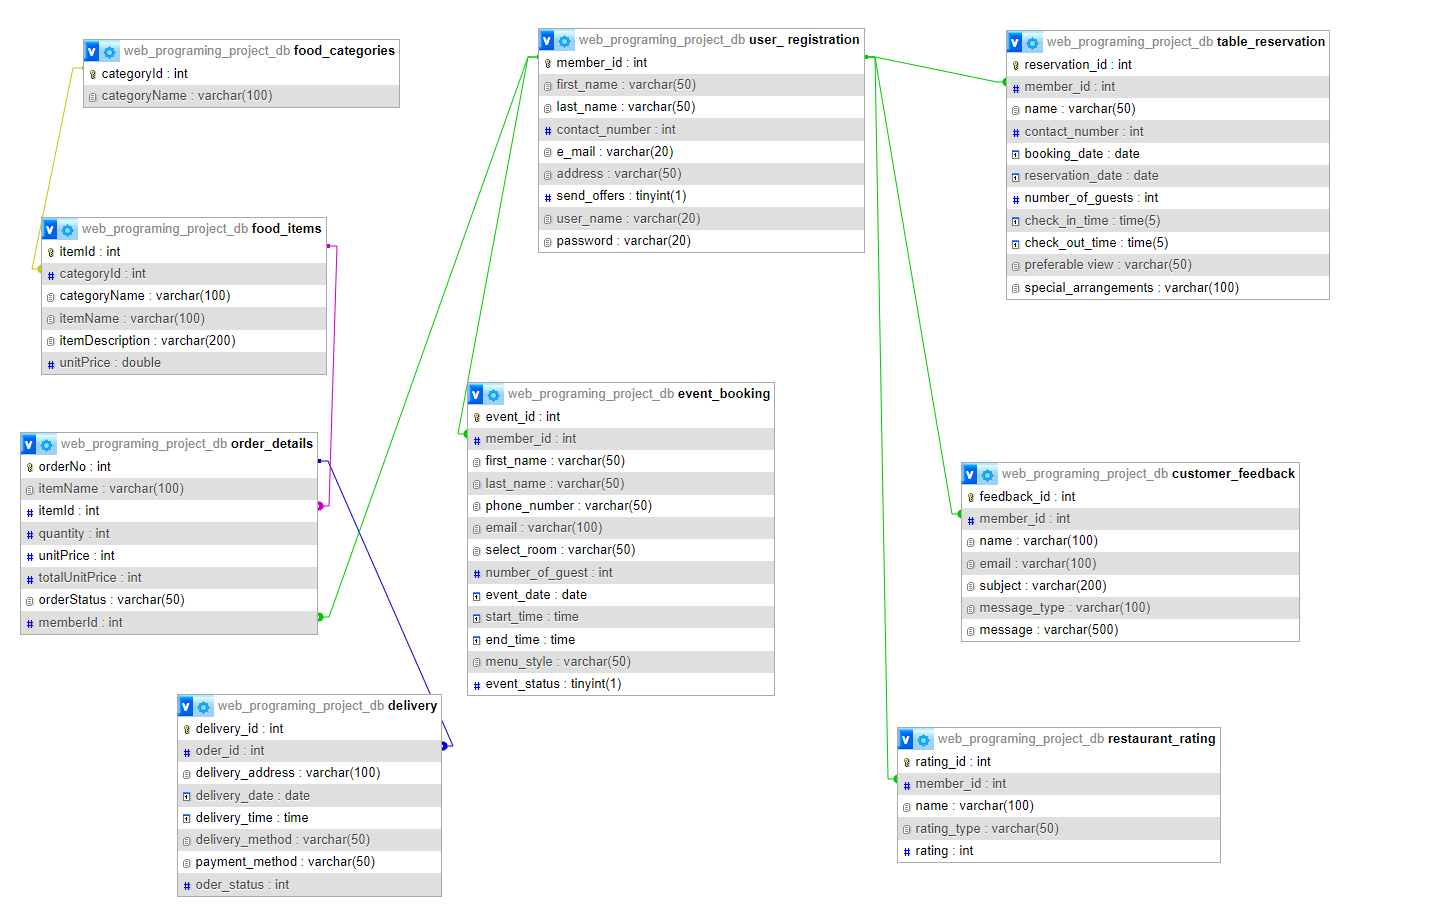 web_programing_project_db food_categories
categoryId : int
categoryName : varchar(100)
web_programing_project_db food_items
itemId : int
categoryId : int
categoryName : varchar(100)
itemName : varchar(100)
itemDescription : varchar(200)
unitPrice : double
web_programing_project_db order_details
orderNo : int
itemName : varchar(100)
itemId : int
quantity : int
unitPrice : int
totalUnitPrice : int
orderStatus : varchar(50)
memberId : int
web_programing_project_db delivery
delivery_id : int
oder_id : int
delivery_address : varchar(100)
delivery_date : date
delivery_time : time
delivery_method : varchar(50)
payment_method : varchar(50)
oder_status : int
web_programing_project_db user_ registration
member_id : int
first_name : varchar(50)
last_name : varchar(50)
contact_number : int
e_mail : varchar(20)
address : varchar(50)
send_offers : tinyint(1)
user_name : varchar(20)
password : varchar(20)
web_programing_project_db event_booking
event_id : int
member_id : int
first_name : varchar(50)
last_name : varchar(50)
phone_number : varchar(50)
email : varchar(100)
select_room : varchar(50)
number_of_guest : int
event_date : date
start_time : time
end_time : time
menu_style : varchar(50)
event_status : tinyint(1)
web_programing_project_db table_reservation
reservation_id : int
member_id : int
name : varchar(50)
contact_number : int
booking_date : date
reservation_date : date
number_of_guests : int
check_in_time : time(5)
check_out_time : time(5)
preferable view : varchar(50)
special_arrangements : varchar(100)
web_programing_project_db customer_feedback
feedback_id : int
member_id : int
name : varchar(100)
email : varchar(100)
subject : varchar(200)
message_type : varchar(100)
message : varchar(500)
web_programing_project_db restaurant_rating
rating_id : int
member_id : int
name : varchar(100)
rating_type : varchar(50)
rating : int